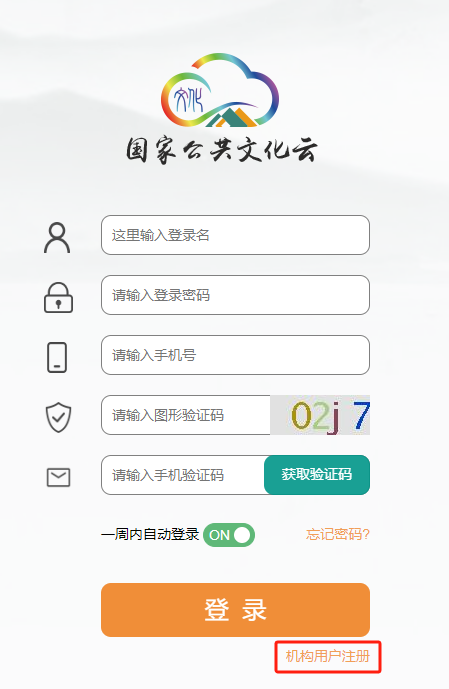 文化
国家公共文化云
这里输入登录名
请输入登录密码
请输入手机号
请输入图形验证码 02j7
请输入手机验证码 获取验证码
一周内自动登录 ON 忘记密码?
登录
机构用户注册